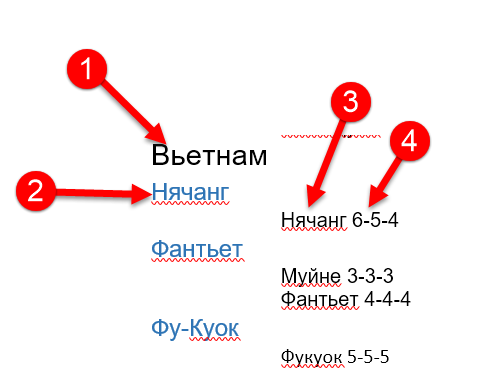 1
3
4
Вьетнам
2
Нячанг
Нячанг 6-5-4
Фантьет
Муйне 3-3-3
Фантьет 4-4-4
Фу-Куок
Фукуок 5-5-5